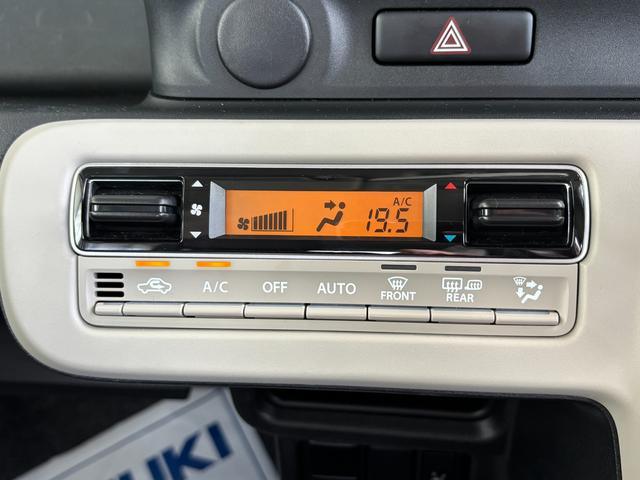 A/C
19.5
A/C OFF AUTO FRONT REAR
UKI